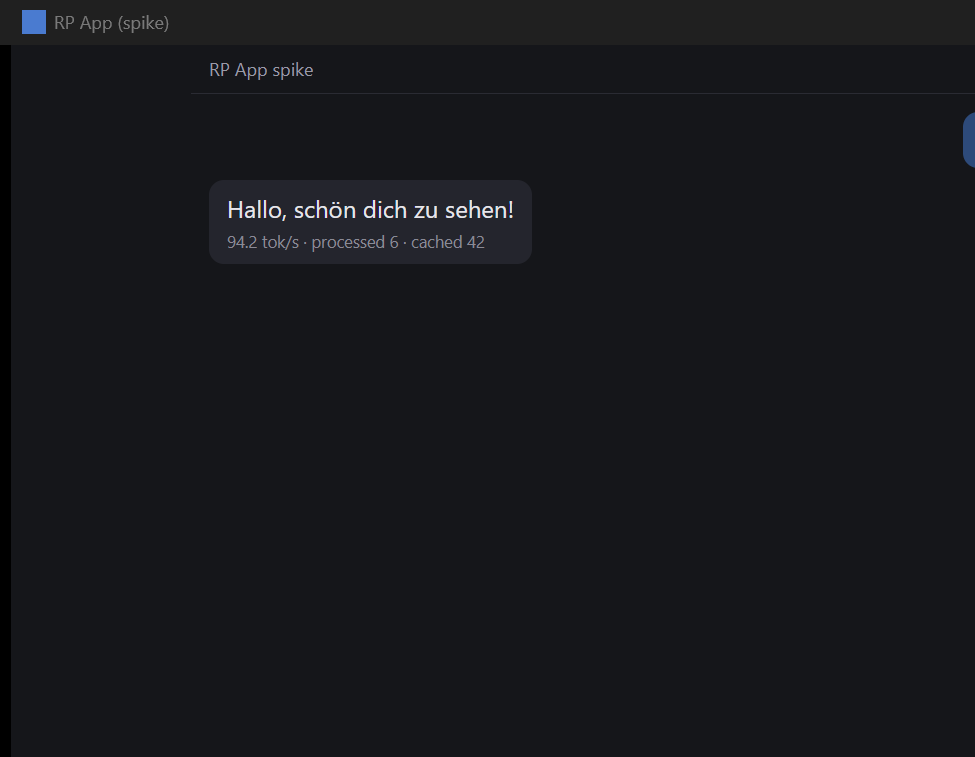 RP App (spike)
RP App spike
Hallo, schön dich zu sehen!
94.2 tok/s · processed 6 · cached 42